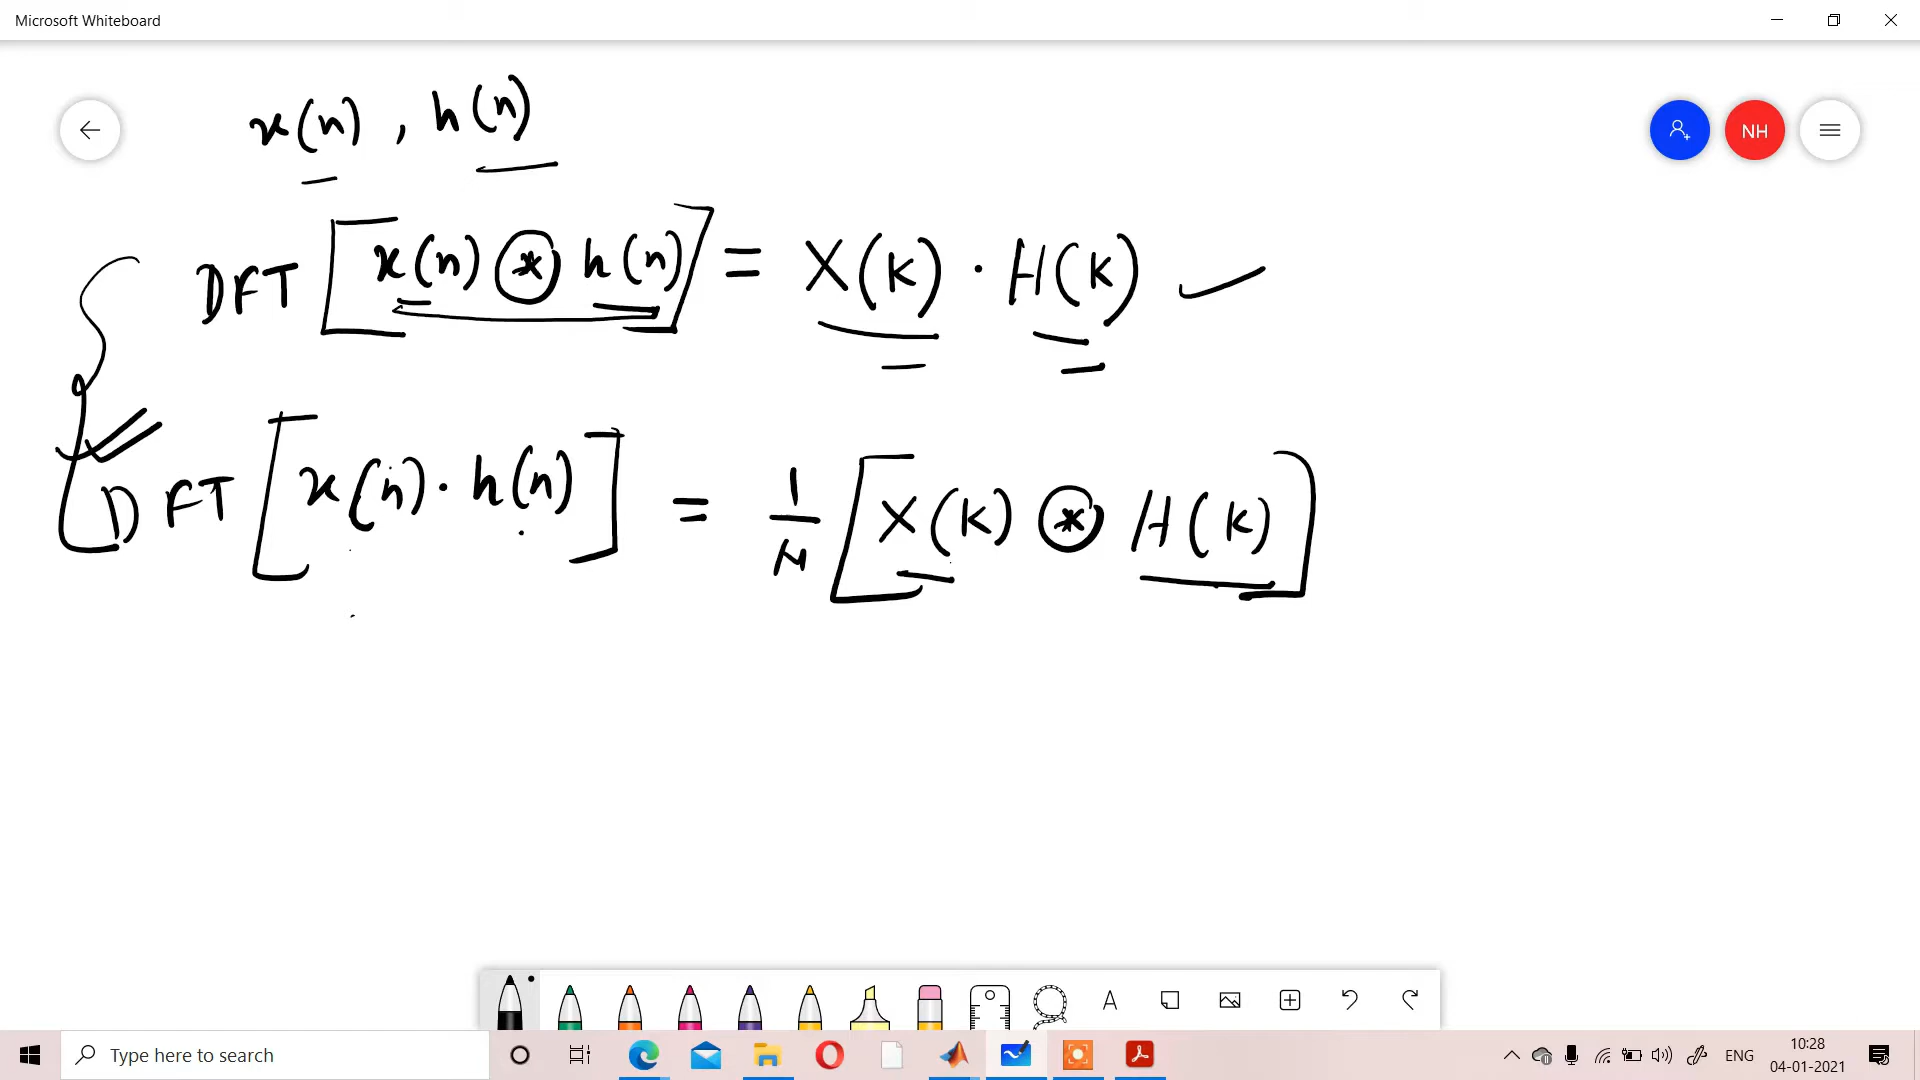 Microsoft Whiteboard
x(n) , h(n)
NH
DFT [x(n) ⊛ h(n)] = X(k) · H(k) ✓
DFT [x(n) · h(n)] = 1/N [X(k) ⊛ H(k)]
A
Type here to search
ENG
10:28
04-01-2021